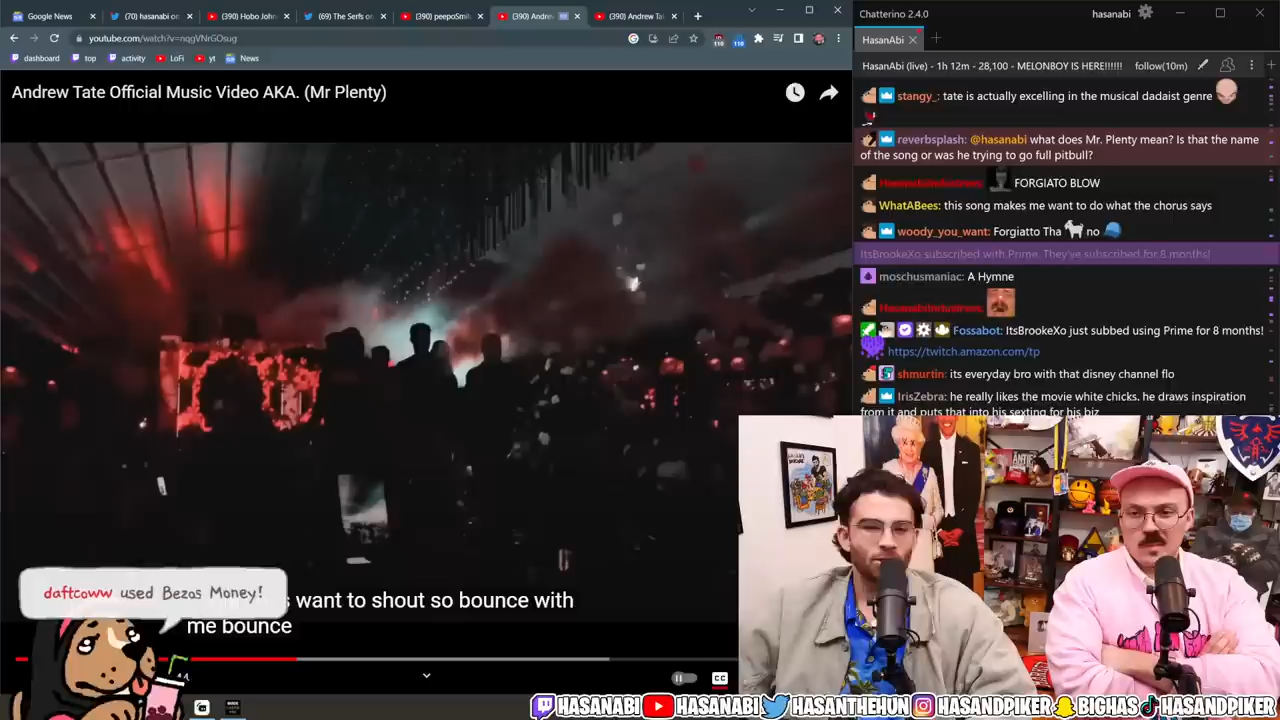 Google News
(70) hasanabi on
(390) Hobo John
(69) The Serfs on
(390) peepoSmil
(390) Andre
(390) Andrew Ta
youtube.com/watch?v=nqgVNrGOsug
dashboard
top
activity
LoFi
yt
News
Andrew Tate Official Music Video AKA. (Mr Plenty)
want to shout so bounce with
me bounce
CC
daftcoww used Bezos Money!
Chatterino 2.4.0
hasanabi
HasanAbi
HasanAbi (live) - 1h 12m - 28,100 - MELONBOY IS HERE!!!!!!
follow(10m)
stangy_: tate is actually excelling in the musical dadaist genre
reverbsplash: @hasanabi what does Mr. Plenty mean? Is that the name
of the song or was he trying to go full pitbull?
FORGIATO BLOW
WhatABees: this song makes me want to do what the chorus says
woody_you_want: Forgiatto Tha no
ItsBrookeXo subscribed with Prime. They've subscribed for 8 months!
moschusmaniac: A Hymne
Fossabot: ItsBrookeXo just subbed using Prime for 8 months!
https://twitch.amazon.com/tp
shmurtin: its everyday bro with that disney channel flo
IrisZebra: he really likes the movie white chicks. he draws inspiration
from it and puts that into his sexting for his biz
HASANABI HASANABI HASANTHEHUN HASANDPIKER BIGHAS HASANDPIKER